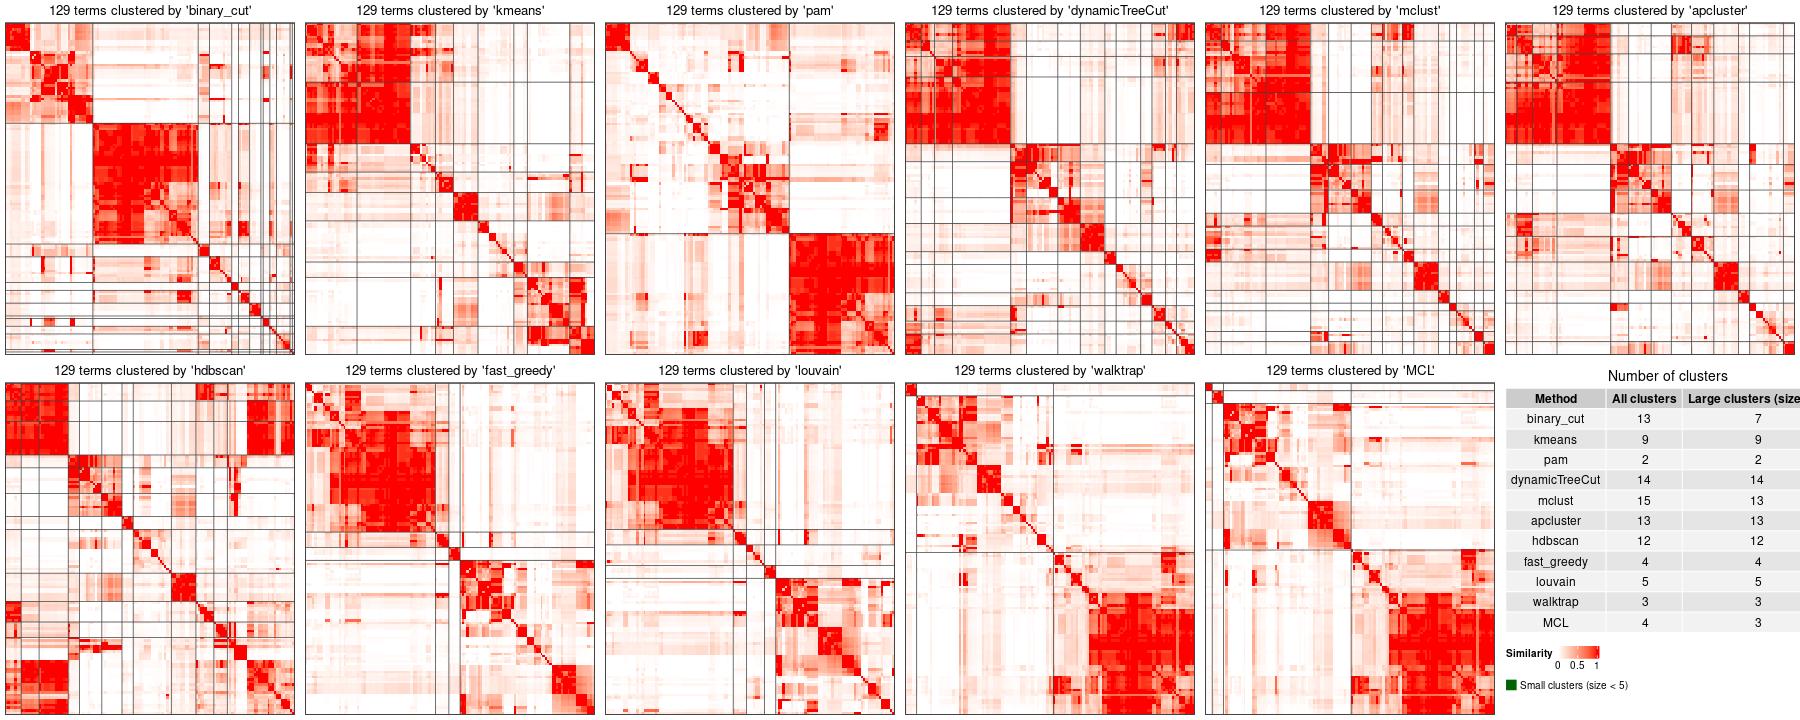 129 terms clustered by 'binary_cut'
129 terms clustered by 'kmeans'
129 terms clustered by 'pam'
129 terms clustered by 'dynamicTreeCut'
129 terms clustered by 'mclust'
129 terms clustered by 'apcluster'
129 terms clustered by 'hdbscan'
129 terms clustered by 'fast_greedy'
129 terms clustered by 'louvain'
129 terms clustered by 'walktrap'
129 terms clustered by 'MCL'
Number of clusters
Method All clusters Large clusters (size
binary_cut 13 7
kmeans 9 9
pam 2 2
dynamicTreeCut 14 14
mclust 15 13
apcluster 13 13
hdbscan 12 12
fast_greedy 4 4
louvain 5 5
walktrap 3 3
MCL 4 3
Similarity
0 0.5 1
Small clusters (size < 5)